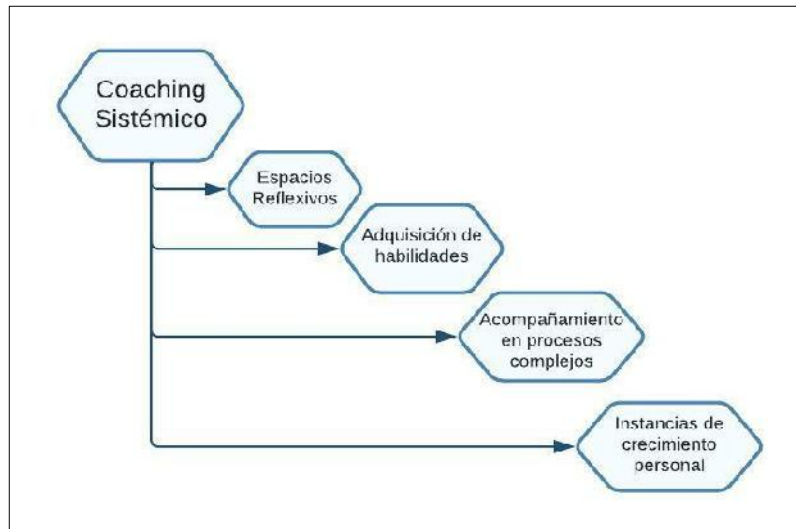 Coaching
Sistémico
Espacios
Reflexivos
Adquisición de
habilidades
Acompañamiento
en procesos
complejos
Instancias de
crecimiento
personal